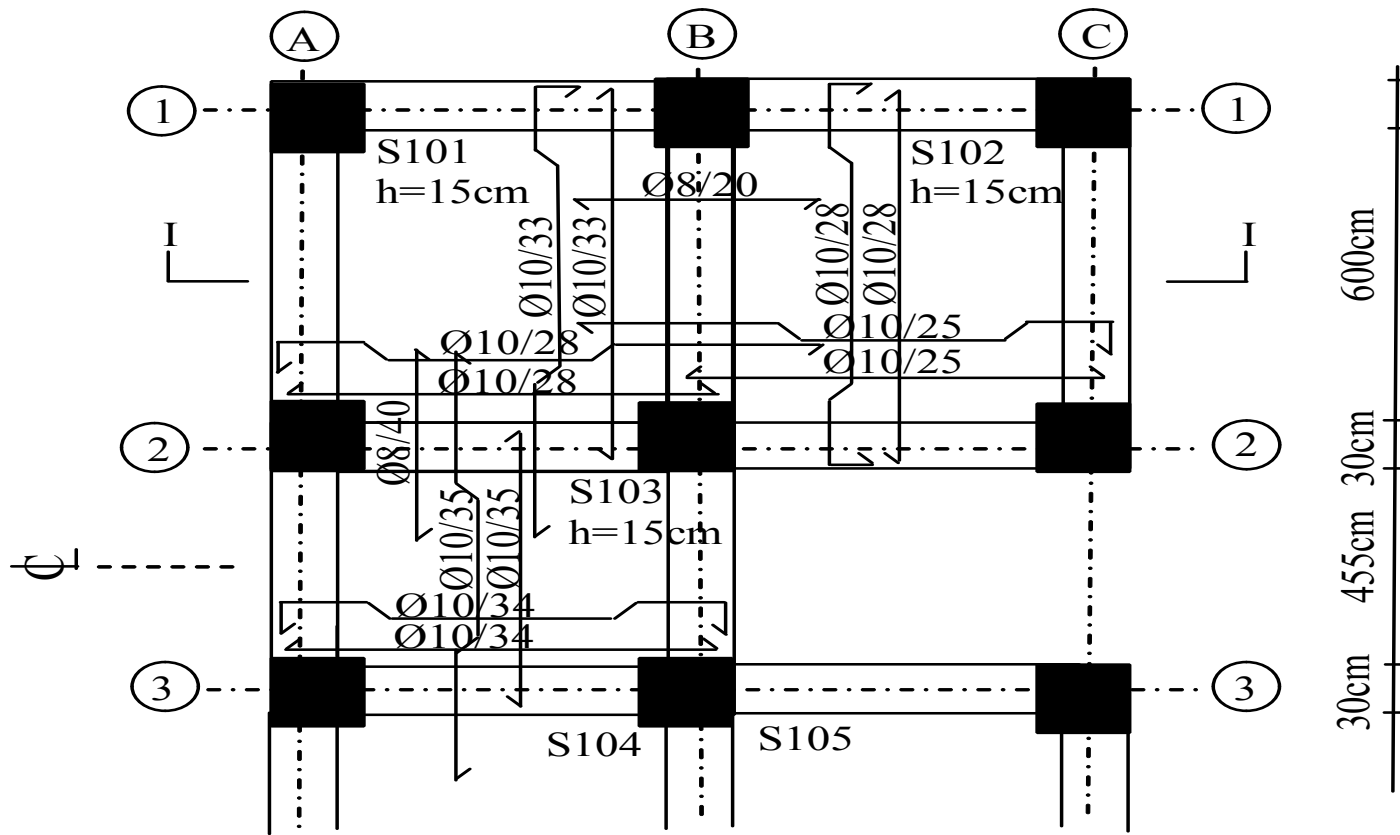 A
B
C
1
1
S101
h=15cm
S102
h=15cm
Ø8/20
I
I
Ø10/33
Ø10/33
Ø10/28
Ø10/28
600cm
Ø10/28
Ø10/28
Ø10/25
Ø10/25
2
2
Ø8/40
30cm
S103
h=15cm
Ø10/35
Ø10/35
C
455cm
Ø10/34
Ø10/34
3
3
30cm
S104
S105